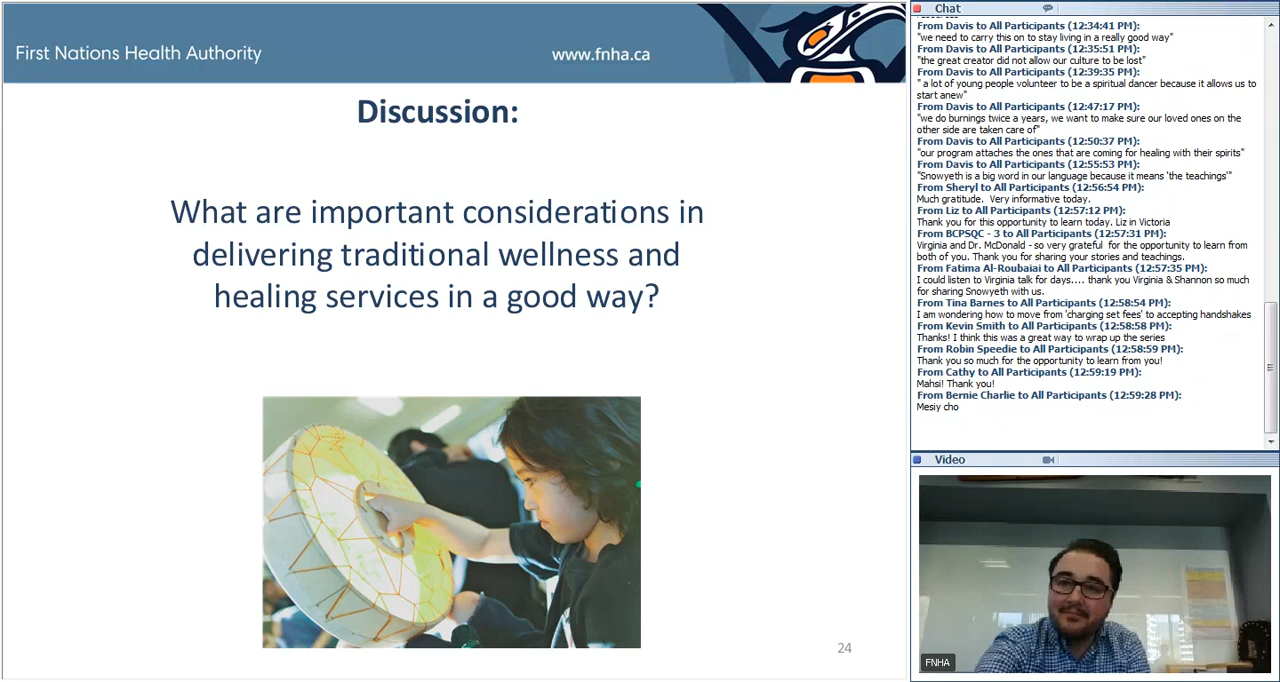 First Nations Health Authority
www.fnha.ca
Discussion:
What are important considerations in
delivering traditional wellness and
healing services in a good way?
24
Chat
From Davis to All Participants (12:34:41 PM):
"we need to carry this on to stay living in a really good way"
From Davis to All Participants (12:35:51 PM):
"the great creator did not allow our culture to be lost"
From Davis to All Participants (12:39:35 PM):
" a lot of young people volunteer to be a spiritual dancer because it allows us to
start anew"
From Davis to All Participants (12:47:17 PM):
"we do burnings twice a years, we want to make sure our loved ones on the
other side are taken care of"
From Davis to All Participants (12:50:37 PM):
"our program attaches the ones that are coming for healing with their spirits"
From Davis to All Participants (12:55:53 PM):
"Snowyeth is a big word in our language because it means 'the teachings'"
From Sheryl to All Participants (12:56:54 PM):
Much gratitude. Very informative today.
From Liz to All Participants (12:57:12 PM):
Thank you for this opportunity to learn today. Liz in Victoria
From BCPSQC - 3 to All Participants (12:57:31 PM):
Virginia and Dr. McDonald - so very grateful for the opportunity to learn from
both of you. Thank you for sharing your stories and teachings.
From Fatima Al-Roubaiai to All Participants (12:57:35 PM):
I could listen to Virginia talk for days.... thank you Virginia & Shannon so much
for sharing Snowyeth with us.
From Tina Barnes to All Participants (12:58:54 PM):
I am wondering how to move from 'charging set fees' to accepting handshakes
From Kevin Smith to All Participants (12:58:58 PM):
Thanks! I think this was a great way to wrap up the series
From Robin Speedie to All Participants (12:58:59 PM):
Thank you so much for the opportunity to learn from you!
From Cathy to All Participants (12:59:19 PM):
Mahsi! Thank you!
From Bernie Charlie to All Participants (12:59:28 PM):
Mesiy cho
Video
FNHA